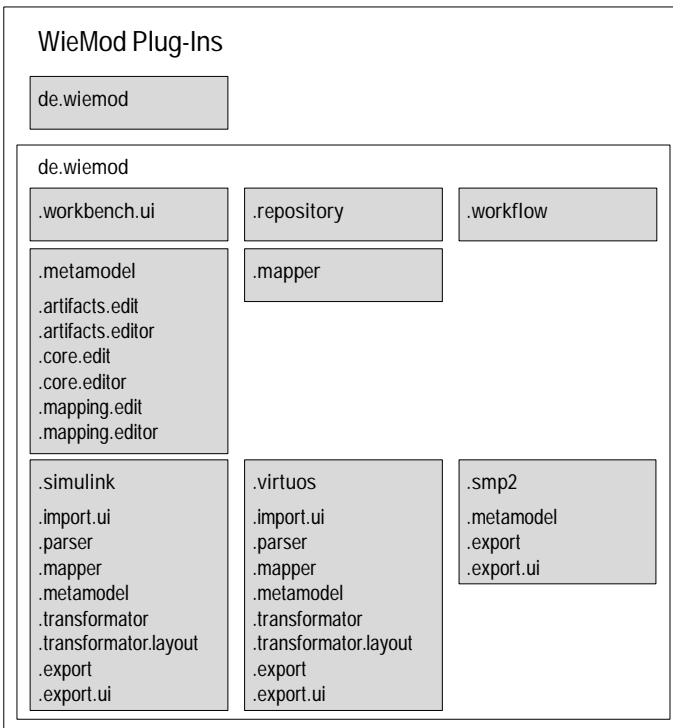 WieMod Plug-Ins
de.wiemod
de.wiemod
.workbench.ui
.repository
.workflow
.metamodel
.artifacts.edit
.artifacts.editor
.core.edit
.core.editor
.mapping.edit
.mapping.editor
.mapper
.simulink
.import.ui
.parser
.mapper
.metamodel
.transformator
.transformator.layout
.export
.export.ui
.virtuos
.import.ui
.parser
.mapper
.metamodel
.transformator
.transformator.layout
.export
.export.ui
.smp2
.metamodel
.export
.export.ui